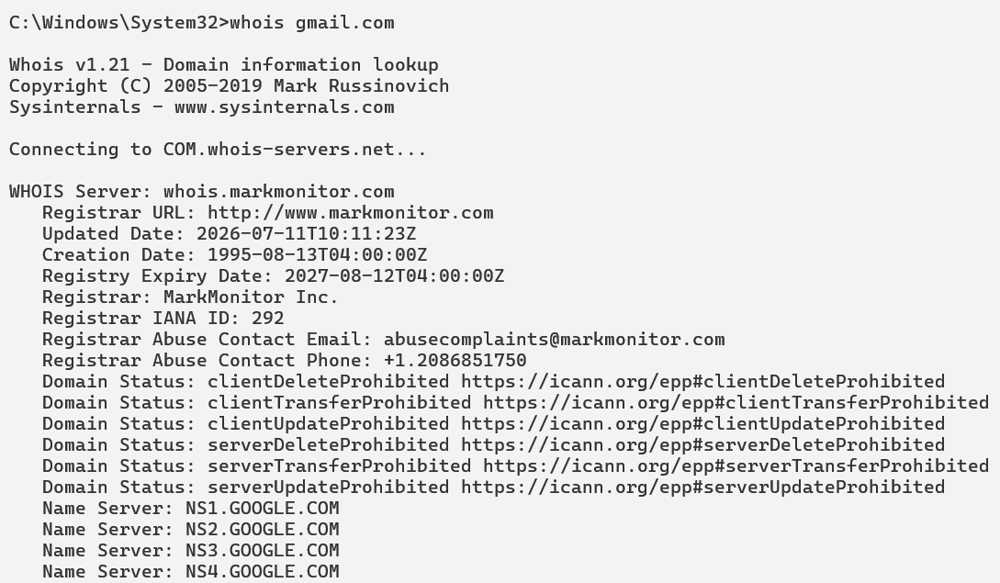 C:\Windows\System32>whois gmail.com
Whois v1.21 - Domain information lookup
Copyright (C) 2005-2019 Mark Russinovich
Sysinternals - www.sysinternals.com
Connecting to COM.whois-servers.net...
WHOIS Server: whois.markmonitor.com
Registrar URL: http://www.markmonitor.com
Updated Date: 2026-07-11T10:11:23Z
Creation Date: 1995-08-13T04:00:00Z
Registry Expiry Date: 2027-08-12T04:00:00Z
Registrar: MarkMonitor Inc.
Registrar IANA ID: 292
Registrar Abuse Contact Email: abusecomplaints@markmonitor.com
Registrar Abuse Contact Phone: +1.2086851750
Domain Status: clientDeleteProhibited https://icann.org/epp#clientDeleteProhibited
Domain Status: clientTransferProhibited https://icann.org/epp#clientTransferProhibited
Domain Status: clientUpdateProhibited https://icann.org/epp#clientUpdateProhibited
Domain Status: serverDeleteProhibited https://icann.org/epp#serverDeleteProhibited
Domain Status: serverTransferProhibited https://icann.org/epp#serverTransferProhibited
Domain Status: serverUpdateProhibited https://icann.org/epp#serverUpdateProhibited
Name Server: NS1.GOOGLE.COM
Name Server: NS2.GOOGLE.COM
Name Server: NS3.GOOGLE.COM
Name Server: NS4.GOOGLE.COM